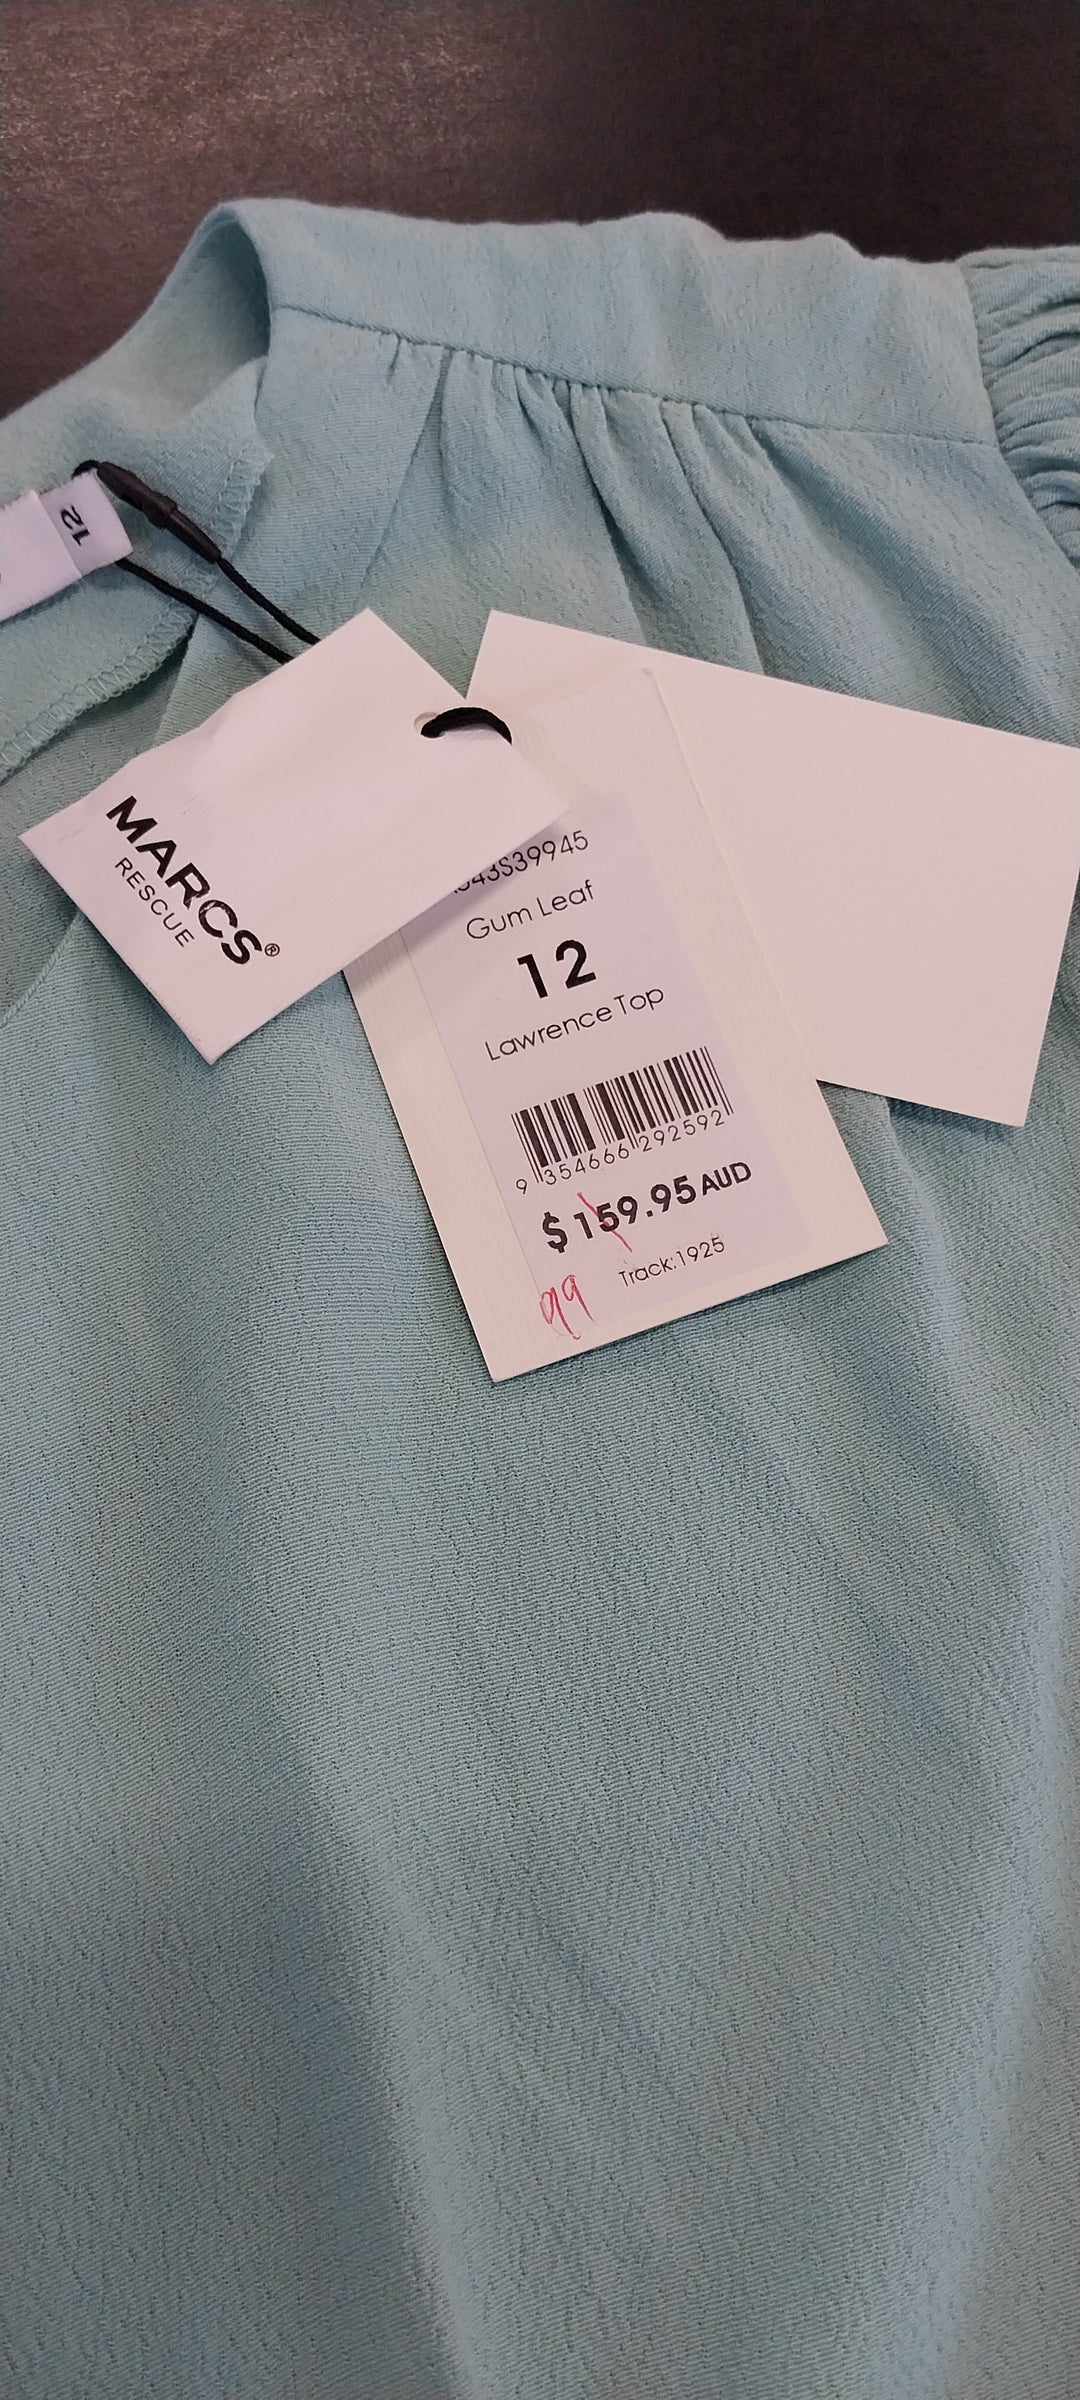 12
MARCS®
RESCUE
43S39945
Gum Leaf
12
Lawrence Top
9 354666 292592
$159.95 AUD
Track:1925
99